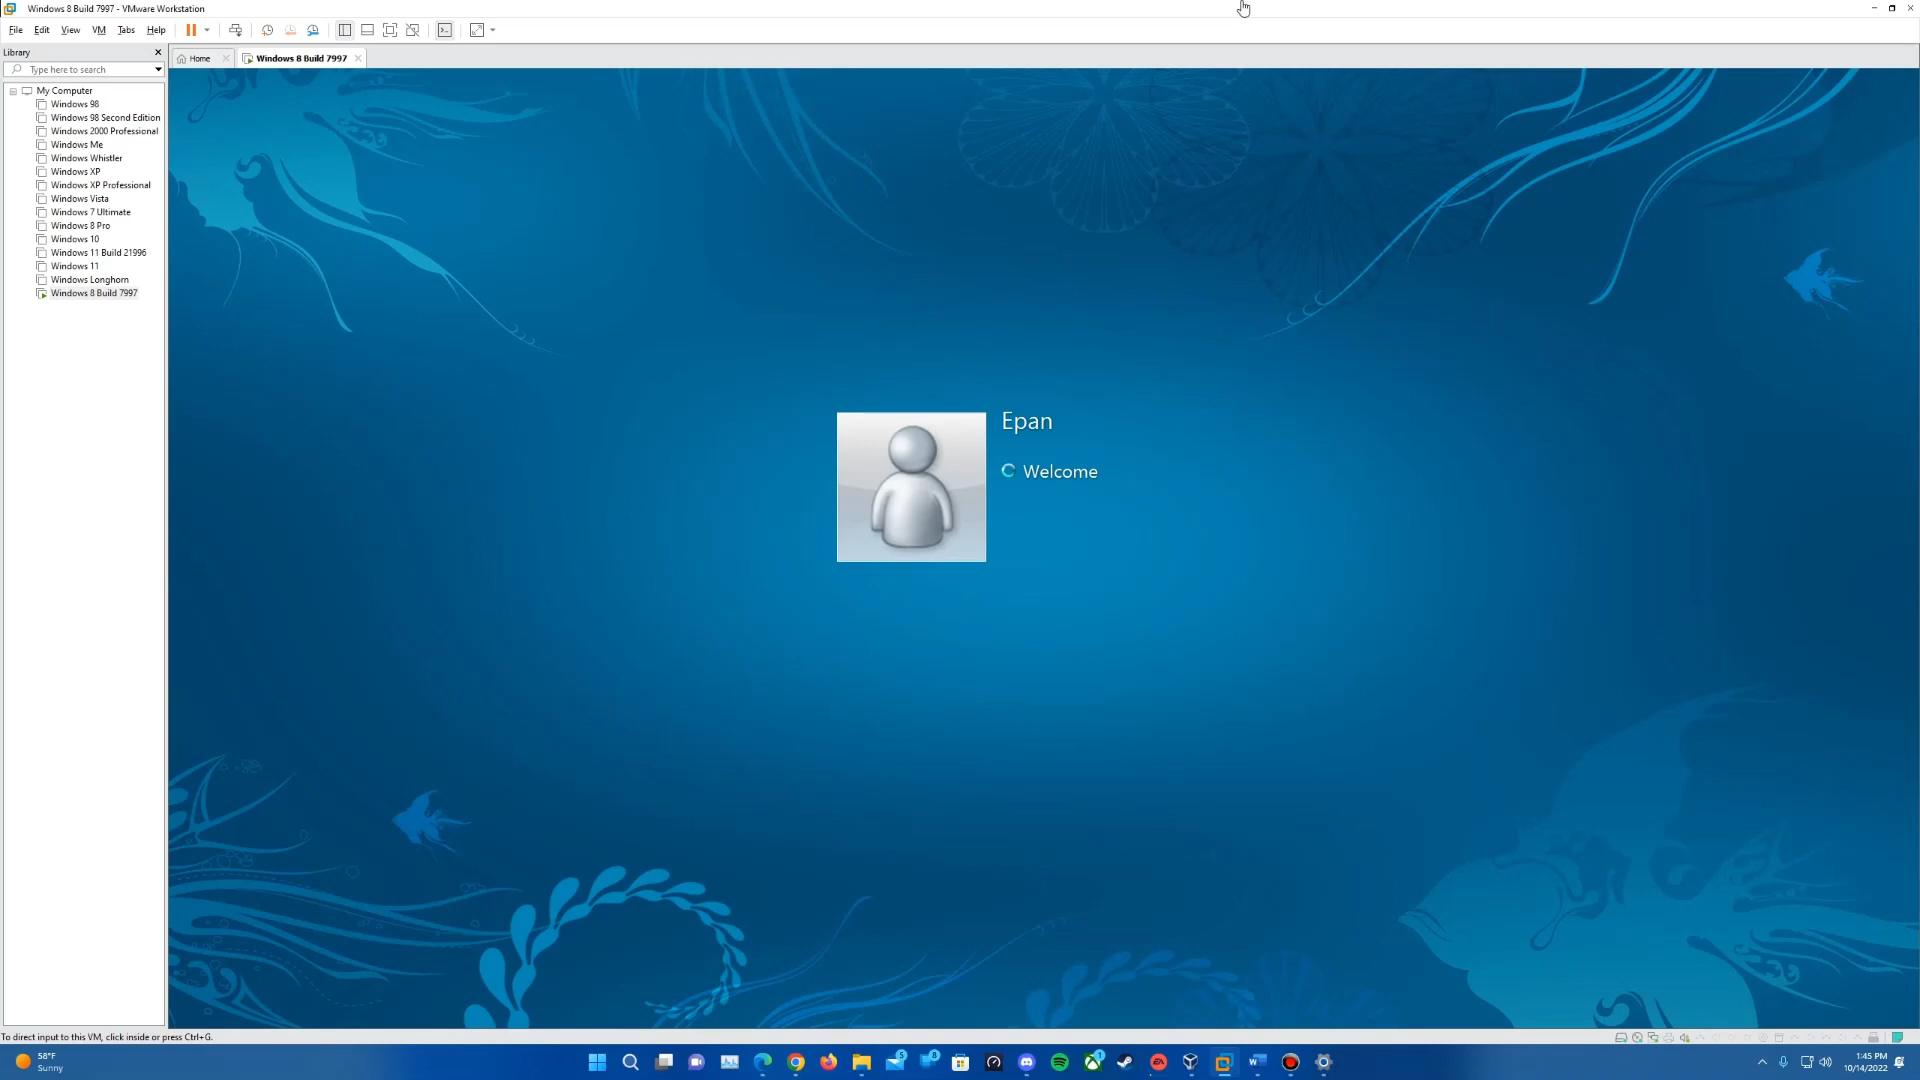 Windows 8 Build 7997 - VMware Workstation
File Edit View VM Tabs Help
Library
Type here to search
Home
Windows 8 Build 7997
My Computer
Windows 98
Windows 98 Second Edition
Windows 2000 Professional
Windows Me
Windows Whistler
Windows XP
Windows XP Professional
Windows Vista
Windows 7 Ultimate
Windows 8 Pro
Windows 10
Windows 11 Build 21996
Windows 11
Windows Longhorn
Windows 8 Build 7997
Epan
Welcome
To direct input to this VM, click inside or press Ctrl+G.
58°F
Sunny
5
8
1
EA
1:45 PM
10/14/2022